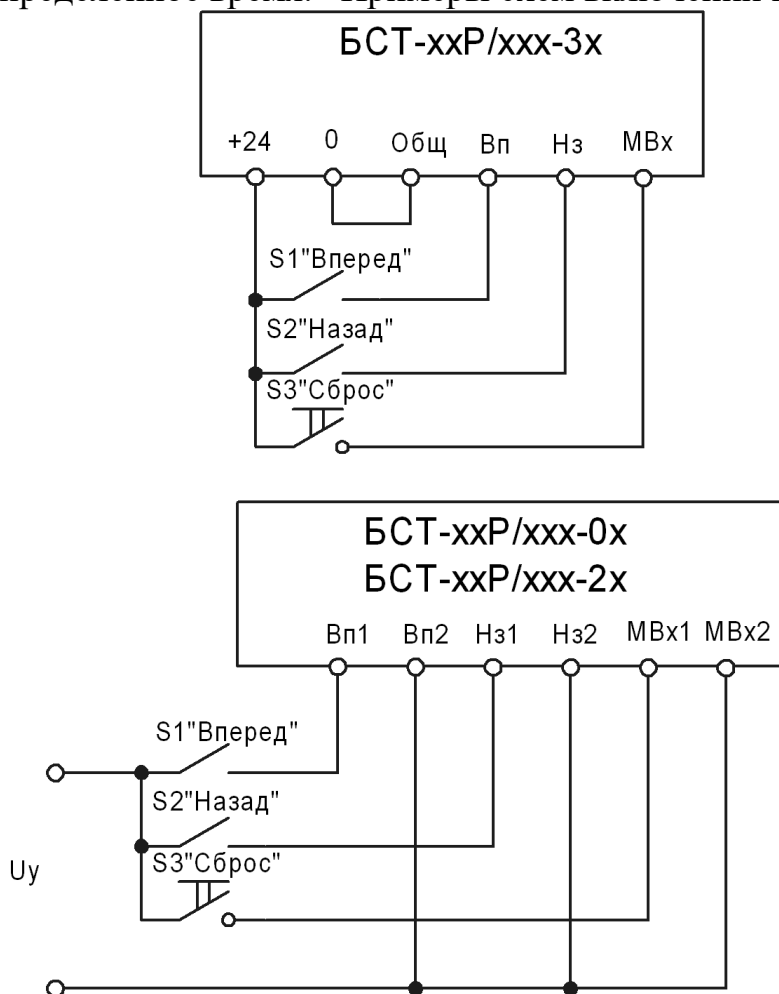 БСТ-ххР/ххх-3х
+24 0 Общ Вп Нз МВх
S1"Вперед"
S2"Назад"
S3"Сброс"
БСТ-ххР/ххх-0х
БСТ-ххР/ххх-2х
Вп1 Вп2 Нз1 Нз2 МВх1 МВх2
S1"Вперед"
S2"Назад"
S3"Сброс"
Uу